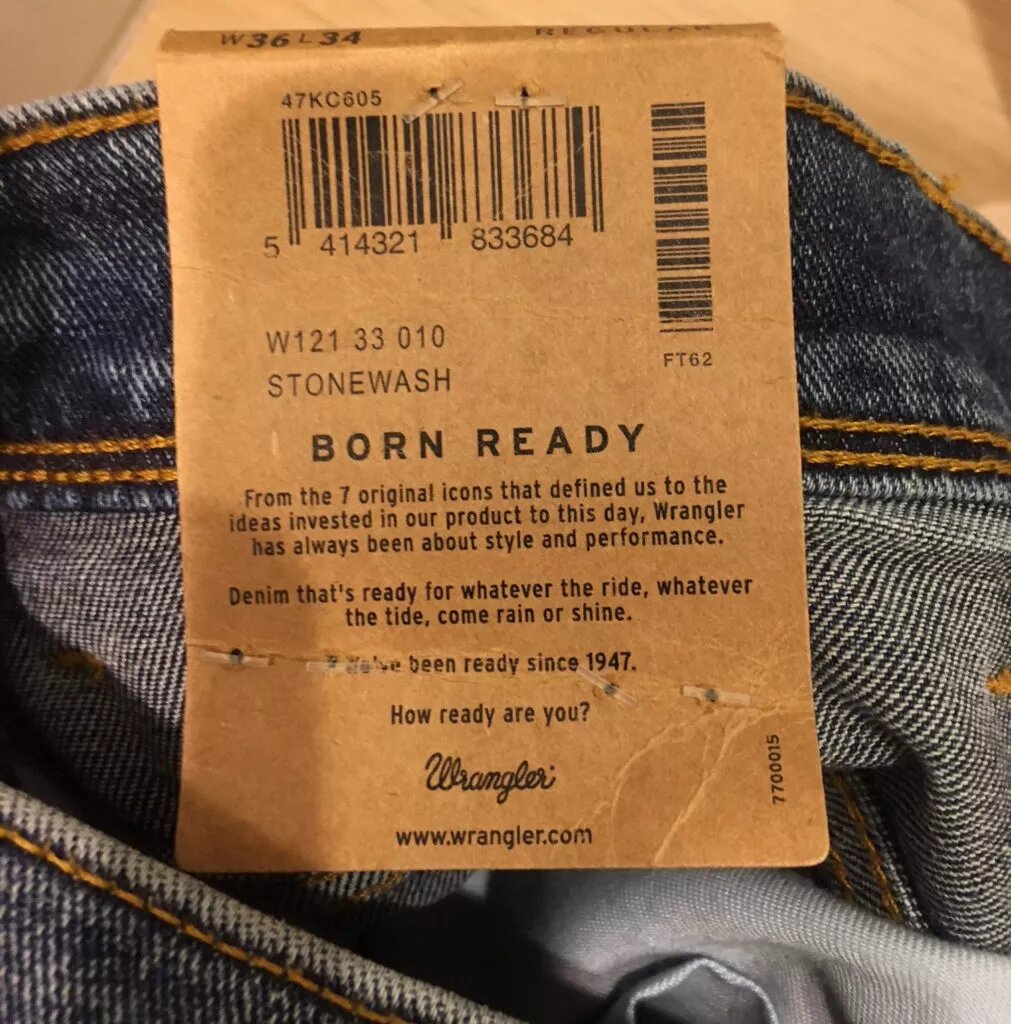 W36 L34 REGULAR
47KC605
5 414321 833684
FT62
W121 33 010
STONEWASH
BORN READY
From the 7 original icons that defined us to the
ideas invested in our product to this day, Wrangler
has always been about style and performance.
Denim that's ready for whatever the ride, whatever
the tide, come rain or shine.
We've been ready since 1947.
How ready are you?
Wrangler
www.wrangler.com
7700015